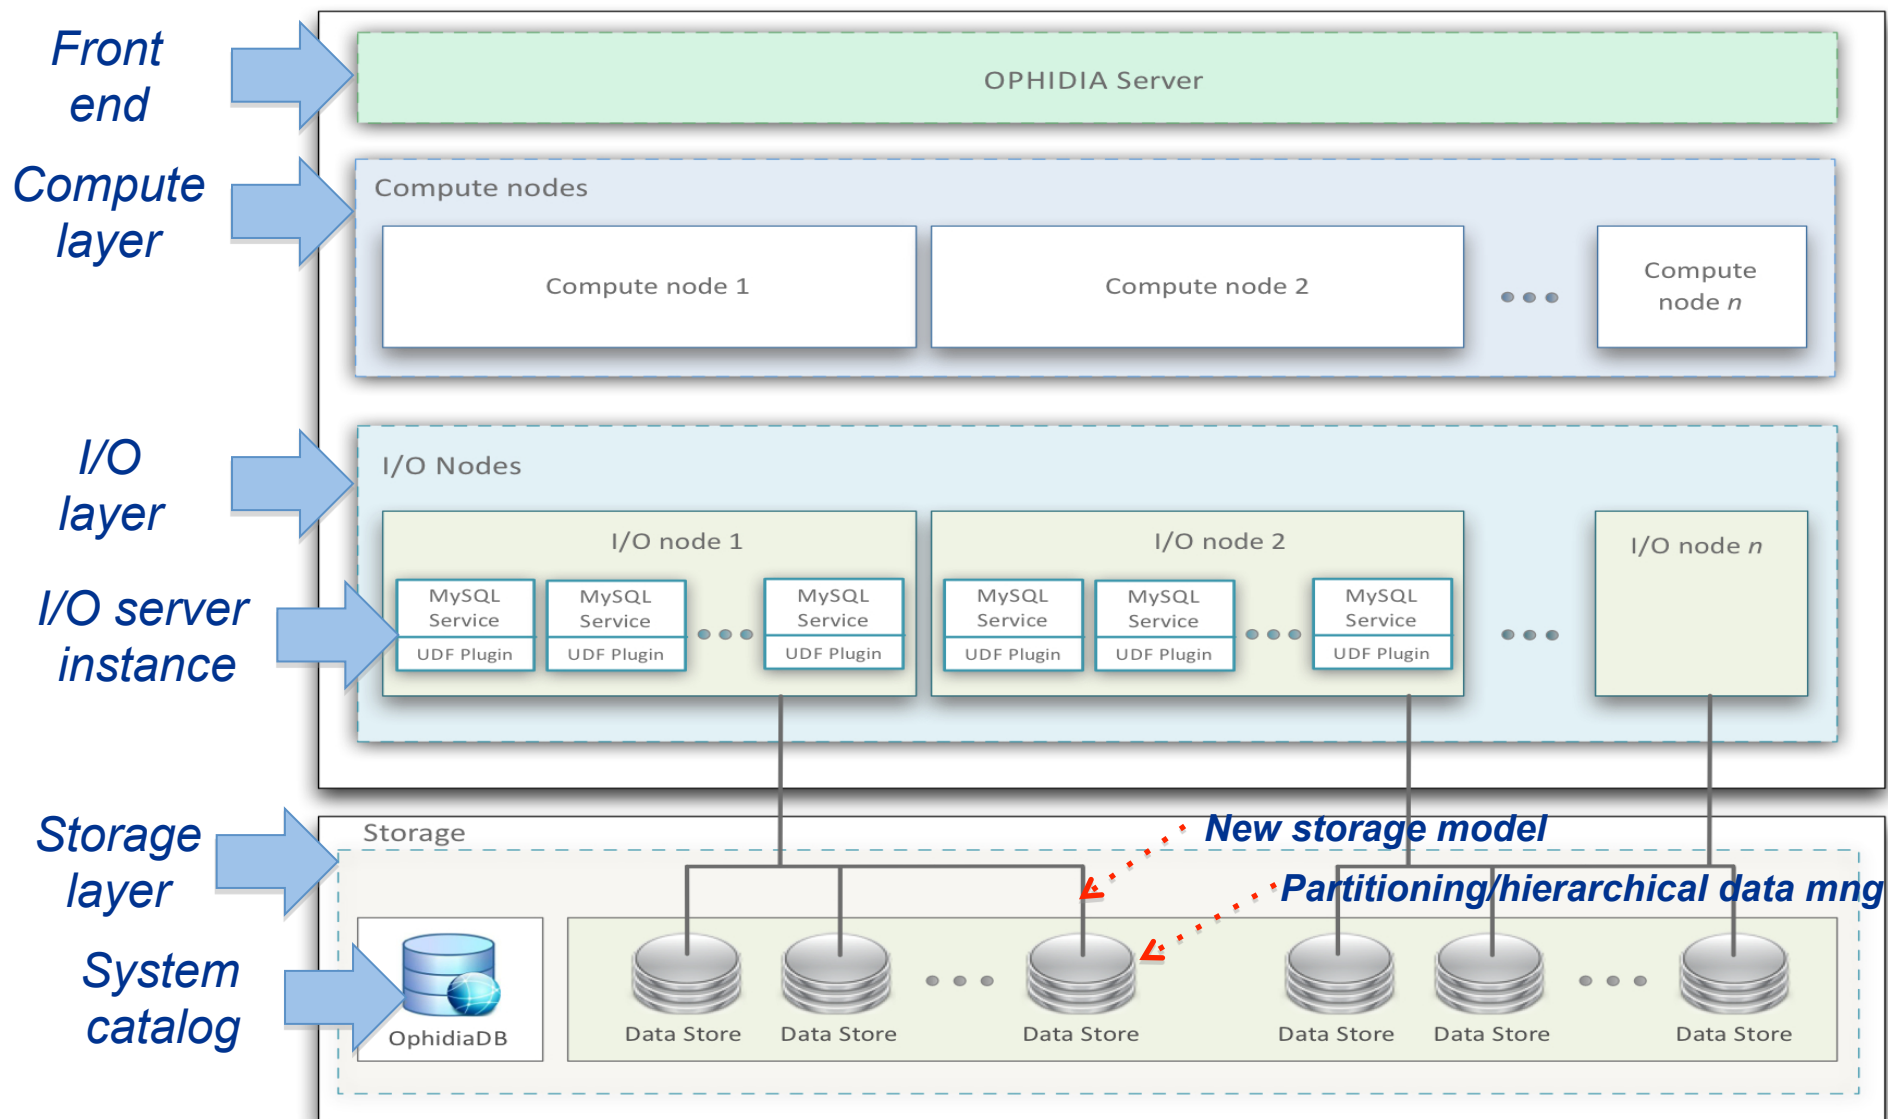 Front
end
OPHIDIA Server
Compute
layer
Compute nodes
Compute node 1
Compute node 2
Compute
node n
I/O
layer
I/O Nodes
I/O node 1
I/O node 2
I/O node n
I/O server
instance
MySQL
Service
UDF Plugin
MySQL
Service
UDF Plugin
MySQL
Service
UDF Plugin
MySQL
Service
UDF Plugin
MySQL
Service
UDF Plugin
MySQL
Service
UDF Plugin
Storage
layer
Storage
New storage model
Partitioning/hierarchical data mng
System
catalog
OphidiaDB
Data Store
Data Store
Data Store
Data Store
Data Store
Data Store